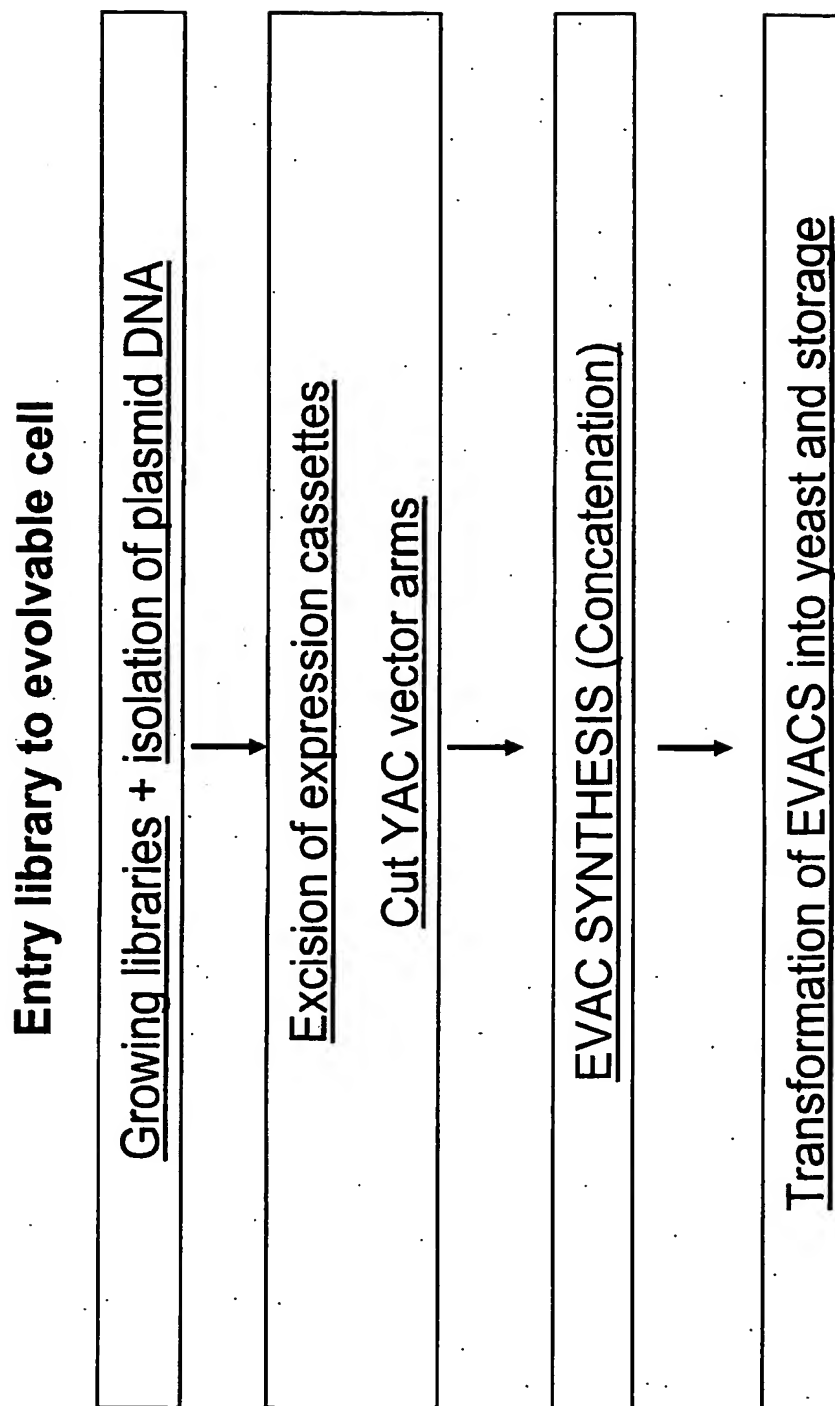 Entry library to evolvable cell
Growing libraries + isolation of plasmid DNA
Excision of expression cassettes
Cut YAC vector arms
EVAC SYNTHESIS (Concatenation)
Transformation of EVACS into yeast and storage